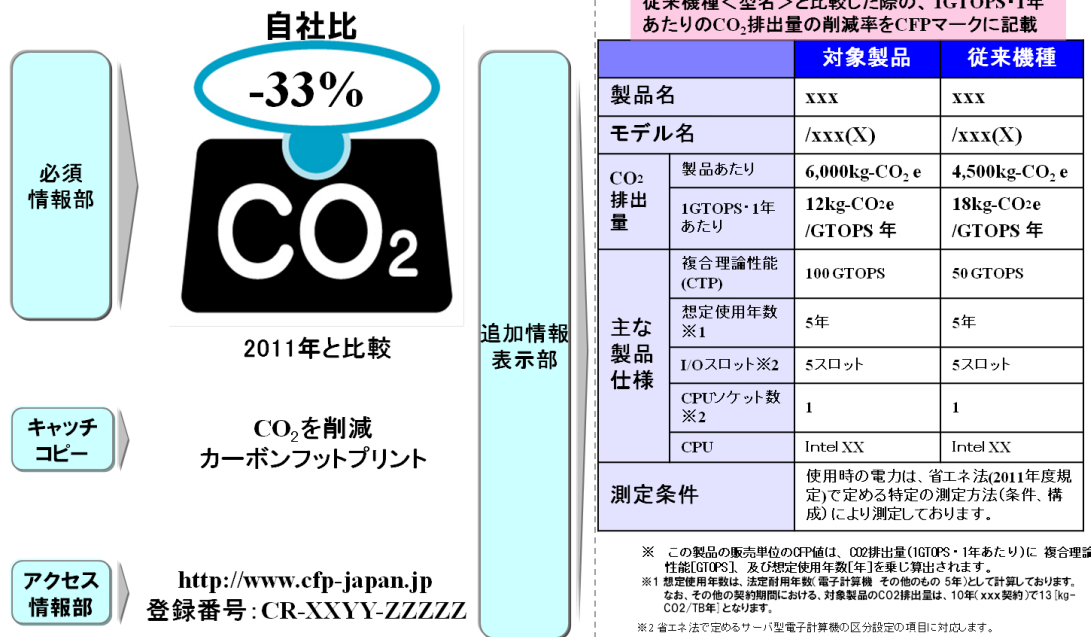 自社比
-33%
CO2
2011年と比較
必須
情報部
キャッチ
コピー
CO2を削減
カーボンフットプリント
アクセス
情報部
http://www.cfp-japan.jp
登録番号:CR-XXYY-ZZZZZ
追加情報
表示部
従来機種<型名>と比較した際の、1GTOPS・1年
あたりのCO2排出量の削減率をCFPマークに記載
対象製品 従来機種
製品名 xxx xxx
モデル名 /xxx(X) /xxx(X)
CO2
排出
量
製品あたり 6,000kg-CO2 e 4,500kg-CO2 e
1GTOPS・1年
あたり
12kg-CO2e
/GTOPS 年
18kg-CO2e
/GTOPS 年
主な
製品
仕様
複合理論性能
(CTP)
100 GTOPS 50 GTOPS
想定使用年数
※1
5年 5年
I/Oスロット※2 5スロット 5スロット
CPUソケット数
※2
1 1
CPU Intel XX Intel XX
測定条件
使用時の電力は、省エネ法(2011年度規
定)で定める特定の測定方法(条件、構
成)により測定しております。
※ この製品の販売単位のCFP値は、CO2排出量(1GTOPS・1年あたり)に 複合理論
性能[GTOPS]、及び想定使用年数[年]を乗じ算出されます。
※1 想定使用年数は、法定耐用年数(電子計算機 その他のもの 5年)として計算しております。
なお、その他の契約期間における、対象製品のCO2排出量は、10年(xxx契約)で13[kg-
CO2/TB年]となります。
※2 省エネ法で定めるサーバ型電子計算機の区分設定の項目に対応します。